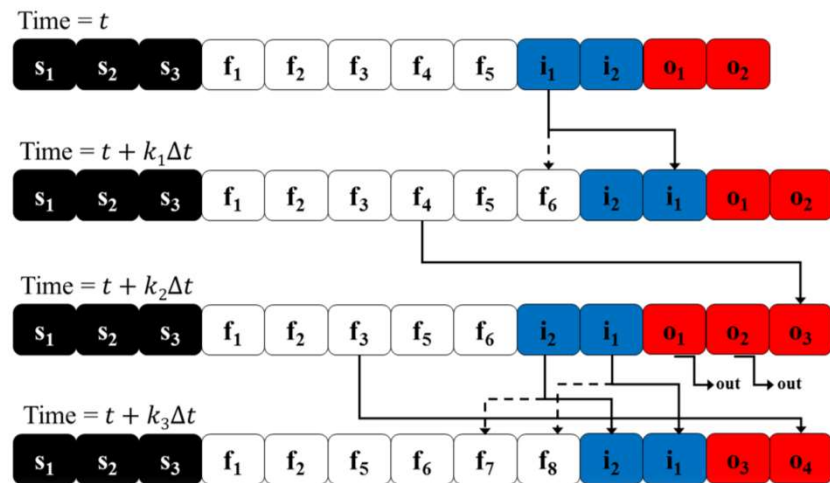 Time = t
s₁ s₂ s₃ f₁ f₂ f₃ f₄ f₅ i₁ i₂ o₁ o₂
Time = t + k₁Δt
s₁ s₂ s₃ f₁ f₂ f₃ f₄ f₅ f₆ i₂ i₁ o₁ o₂
Time = t + k₂Δt
s₁ s₂ s₃ f₁ f₂ f₃ f₅ f₆ i₂ i₁ o₁ o₂ o₃
out out
Time = t + k₃Δt
s₁ s₂ s₃ f₁ f₂ f₅ f₆ f₇ f₈ i₂ i₁ o₃ o₄